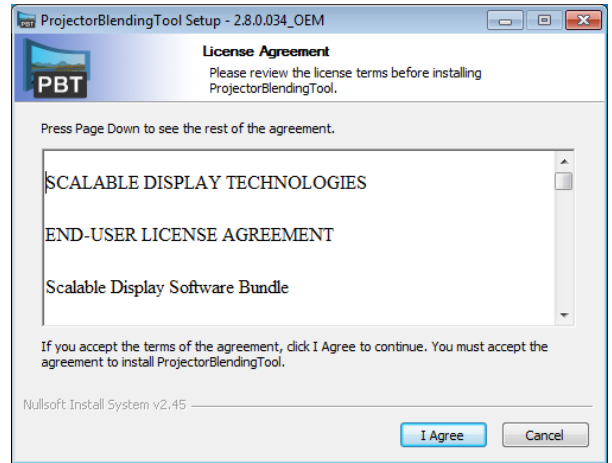 ProjectorBlendingTool Setup - 2.8.0.034_OEM
PBT
License Agreement
Please review the license terms before installing
ProjectorBlendingTool.
Press Page Down to see the rest of the agreement.
SCALABLE DISPLAY TECHNOLOGIES
END-USER LICENSE AGREEMENT
Scalable Display Software Bundle
If you accept the terms of the agreement, click I Agree to continue. You must accept the
agreement to install ProjectorBlendingTool.
Nullsoft Install System v2.45
I Agree
Cancel